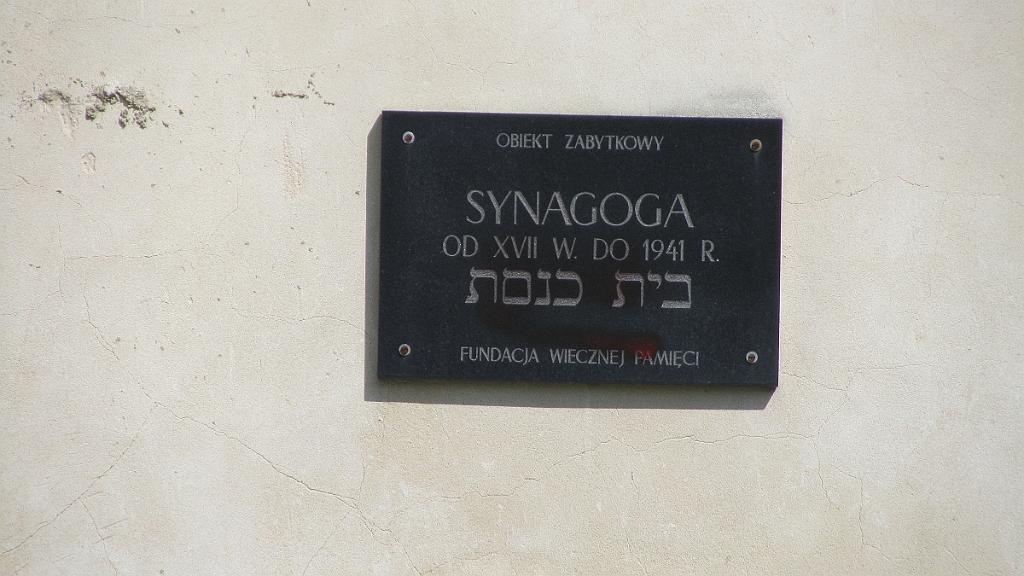 OBIEKT ZABYTKOWY
SYNAGOGA
OD XVII W. DO 1941 R.
בית כנסת
FUNDACJA WIECZNEJ PAMIĘCI